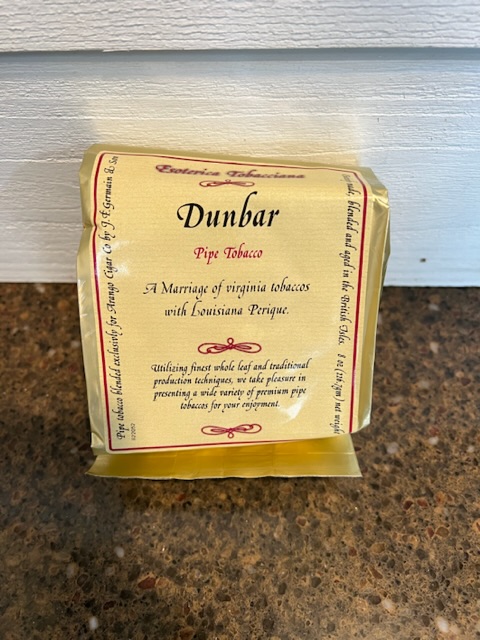 Esoterica Tobacciana
Dunbar
Pipe Tobacco
A Marriage of virginia tobaccos
with Louisiana Perique.
Utilizing finest whole leaf and traditional
production techniques, we take pleasure in
presenting a wide variety of premium pipe
tobaccos for your enjoyment.
Pipe tobacco blended exclusivly for Arango Cigar Co by J.F. Germain &
blended and aged in the British Isles. 8 oz net weight